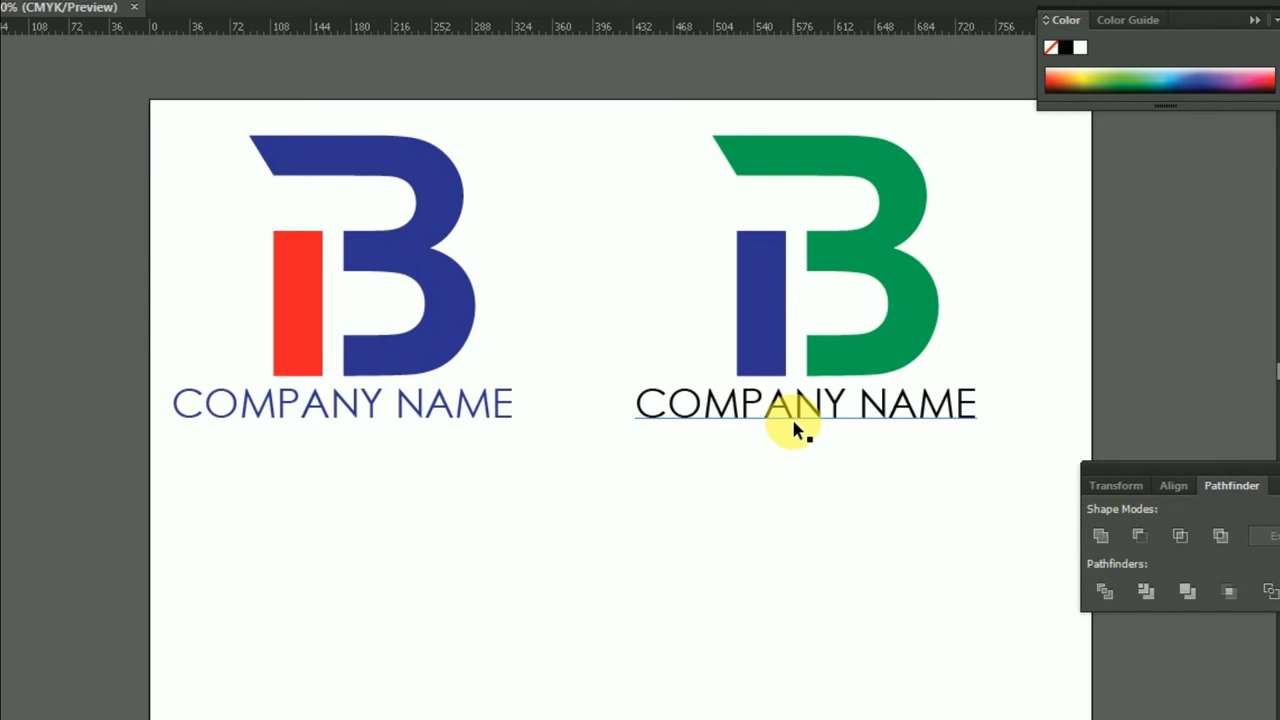 0% (CMYK/Preview) ×
108 72 36 0 36 72 108 144 180 216 252 288 324 360 396 432 468 504 540 576 612 648 684 720 756
Color Color Guide
B
B
COMPANY NAME
COMPANY NAME
Transform Align Pathfinder
Shape Modes:
Pathfinders: